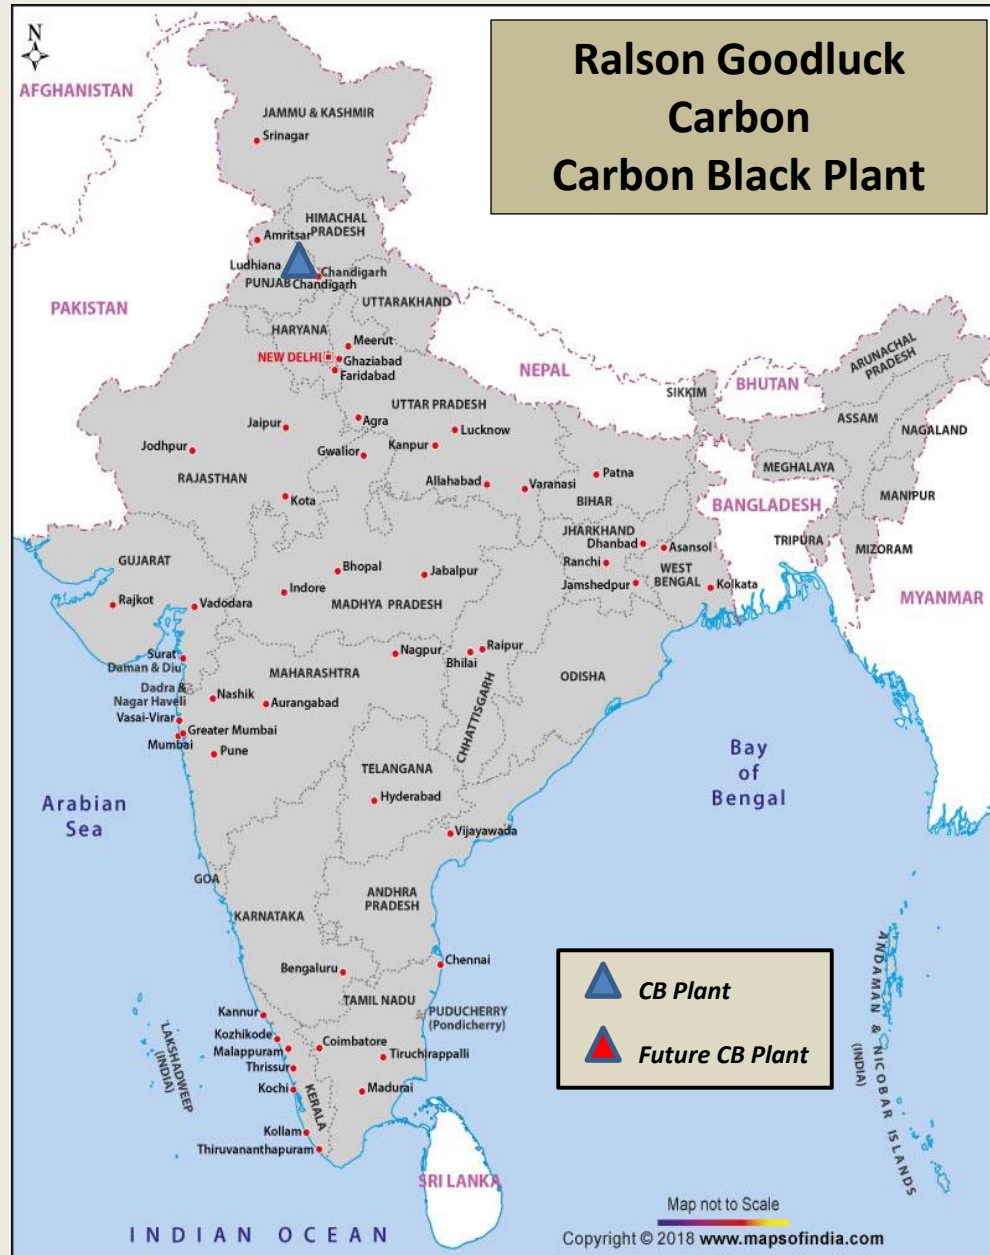 Ralson Goodluck
Carbon
Carbon Black Plant
N
AFGHANISTAN
JAMMU & KASHMIR
Srinagar
HIMACHAL
PRADESH
Amritsar
Ludhiana
Chandigarh
PUNJAB
Chandigarh
UTTARAKHAND
PAKISTAN
HARYANA
Meerut
NEW DELHI
Ghaziabad
Faridabad
NEPAL
SIKKIM
BHUTAN
ARUNACHAL
PRADESH
UTTAR PRADESH
ASSAM
NAGALAND
Jaipur
Agra
Lucknow
Jodhpur
Gwalior
Kanpur
RAJASTHAN
Allahabad
Varanasi
Patna
MEGHALAYA
Kota
BIHAR
MANIPUR
BANGLADESH
JHARKHAND
Dhanbad
Asansol
TRIPURA
MIZORAM
GUJARAT
Ranchi
WEST
BENGAL
Bhopal
Jabalpur
Jamshedpur
Kolkata
Indore
MADHYA PRADESH
MYANMAR
Rajkot
Vadodara
Surat
Daman & Diu
Nagpur
Raipur
Bhilai
MAHARASHTRA
ODISHA
Dadra &
Nagar Haveli
Nashik
Aurangabad
CHHATTISGARH
Vasai-Virar
Greater Mumbai
Mumbai
Pune
TELANGANA
Hyderabad
Bay
of
Bengal
Arabian
Sea
Vijayawada
GOA
ANDHRA
PRADESH
KARNATAKA
Bengaluru
Chennai
TAMIL NADU
PUDUCHERRY
(Pondicherry)
Kannur
Kozhikode
Coimbatore
Malappuram
Tiruchirappalli
Thrissur
Kochi
KERALA
Madurai
Kollam
Thiruvananthapuram
LAKSHADWEEP
(INDIA)
CB Plant
Future CB Plant
ANDAMAN & NICOBAR ISLANDS
(INDIA)
SRI LANKA
INDIAN OCEAN
Map not to Scale
Copyright © 2018 www.mapsofindia.com